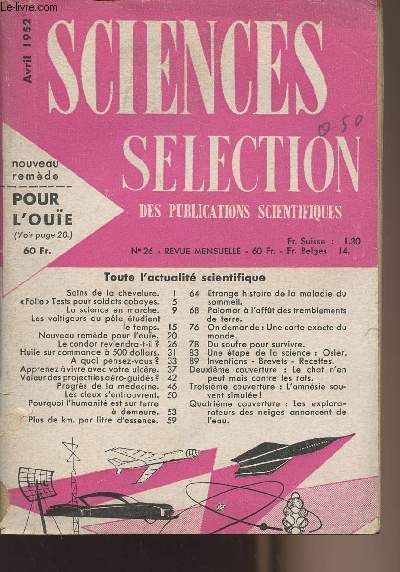 Avril 1952
SCIENCES
SELECTION
DES PUBLICATIONS SCIENTIFIQUES
0 50
nouveau
remède
POUR
L'OUÏE
(Voir page 20.)
60 Fr.
Fr. Suisse : 1.30
N° 26 - REVUE MENSUELLE - 60 Fr. - Fr. Belges 14.
Toute l'actualité scientifique
Soins de la chevelure. 1
« Folie » Tests pour soldats cobayes. 5
La science en marche. 9
Les voltigeurs du pôle étudient
le temps. 15
Nouveau remède pour l'ouïe. 20
Le condor reviendra-t-il ? 26
Huile sur commande à 500 dollars. 31
A quoi pensez-vous ? 33
Apprenez à vivre avec votre ulcère. 37
Valeur des projectiles aéro-guidés ? 42
Progrès de la médecine. 46
Les cieux s'entrouvrent. 50
Pourquoi l'humanité est sur terre
à demeure. 53
Plus de km. par litre d'essence. 59
64 Etrange histoire de la maladie du
sommeil.
68 Palomar à l'affût des tremblements
de terre.
76 On demande : Une carte exacte du
monde.
78 Du soufre pour survivre.
83 Une étape de la science : Osler.
89 Inventions - Brevets - Recettes.
Deuxième couverture : Le chat n'en
peut mais contre les rats.
Troisième couverture : L'amnésie sou-
vent simulée !
Quatrième couverture : Les explora-
rateurs des neiges annoncent de
l'eau.